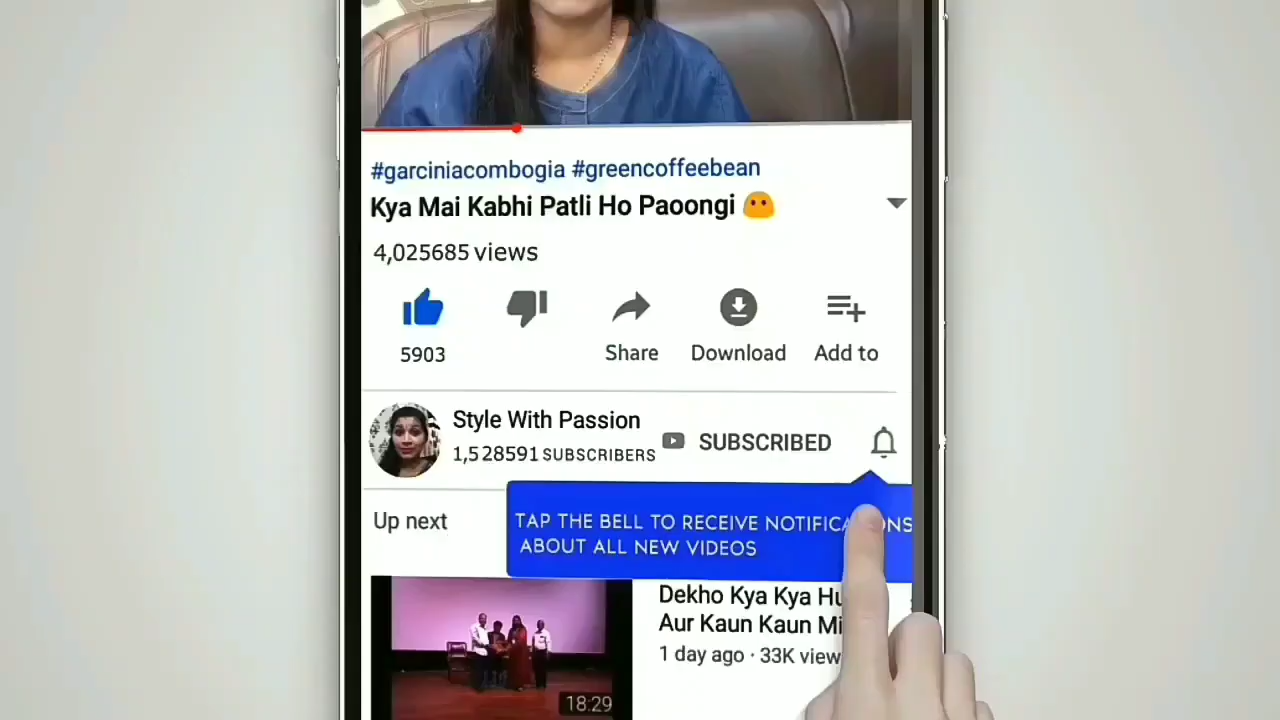 #garciniacombogia #greencoffeebean
Kya Mai Kabhi Patli Ho Paoongi
4,025685 views
5903
Share
Download
Add to
Style With Passion
1,528591 SUBSCRIBERS
SUBSCRIBED
Up next
TAP THE BELL TO RECEIVE
ABOUT ALL NEW VIDEOS
Dekho Kya Kya
Aur Kaun Kaun
1 day ago · 33K
18:29